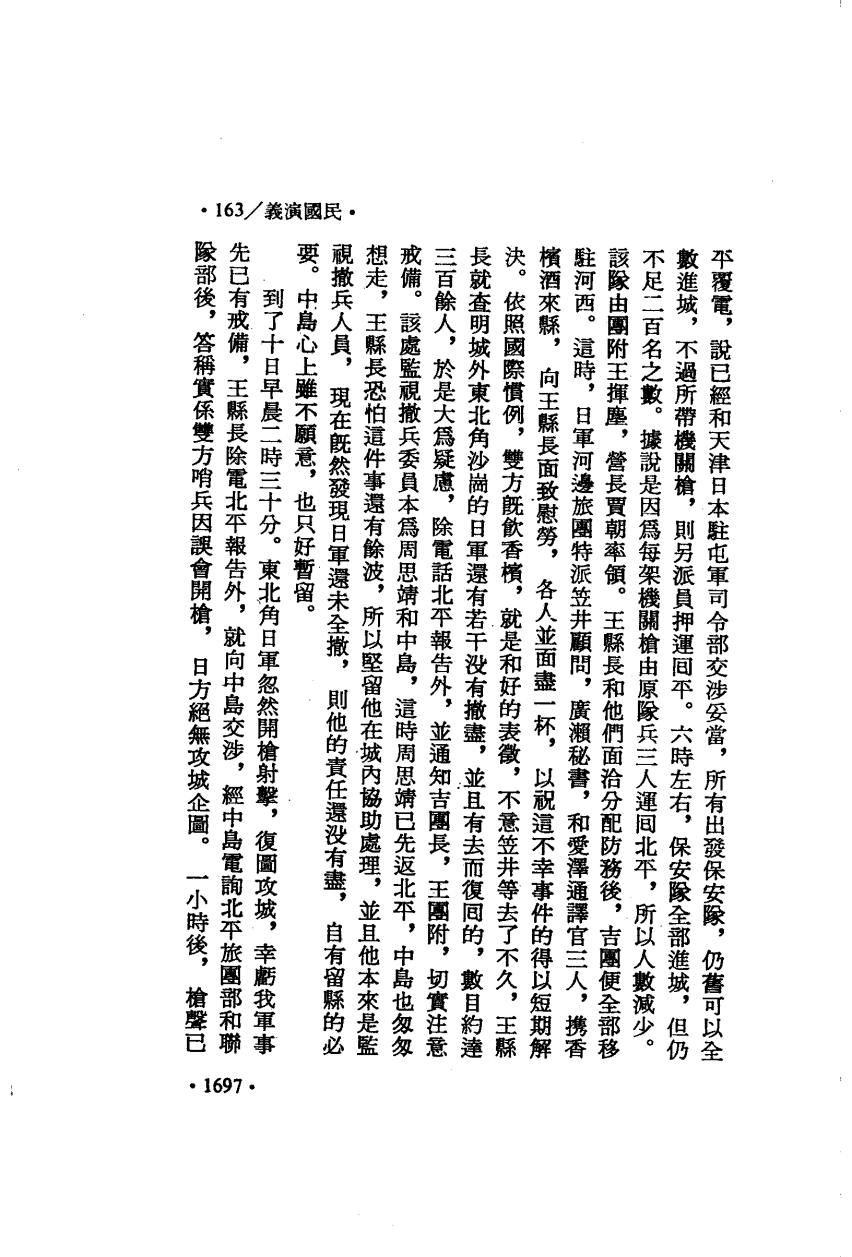 •163／義演國民•
平覆電，說已經和天津日本駐屯軍司令部交涉妥當，所有出發保安隊，仍舊可以全
數進城，不過所帶機關槍，則另派員押運囘平。六時左右，保安隊全部進城，但仍
不足二百名之數。據說是因爲每架機關槍由原隊兵三人運囘北平，所以人數減少。
該隊由團附王揮塵，營長賈朝率領。王縣長和他們面洽分配防務後，吉團便全部移
駐河西。這時，日軍河邊旅團特派笠井顧問，廣瀨秘書，和愛澤通譯官三人，携香
檳酒來縣，向王縣長面致慰勞，各人並面盡一杯，以祝這不幸事件的得以短期解
決。依照國際慣例，雙方旣飮香檳，就是和好的表徵，不意笠井等去了不久，王縣
長就査明城外東北角沙崗的日軍還有若干没有撤盡，並且有去而復囘的，數目約達
三百餘人，於是大爲疑慮，除電話北平報告外，並通知吉團長，王團附，切實注意
戒備。該處監視撤兵委員本爲周思靖和中島，這時周思靖已先返北平，中島也匆匆
想走，王縣長恐怕這件事還有餘波，所以堅留他在城內協助處理，並且他本來是監
視撤兵人員，現在旣然發現日軍還未全撤，則他的責任還没有盡，自有留縣的必
要。中島心上雖不願意，也只好暫留。
到了十日早晨二時三十分。東北角日軍忽然開槍射擊，復圖攻城，幸虧我軍事
先已有戒備，王縣長除電北平報告外，就向中島交涉，經中島電詢北平旅團部和聯
隊部後，答稱實係雙方哨兵因誤會開槍，日方絕無攻城企圖。一小時後，槍聲已
•1697•